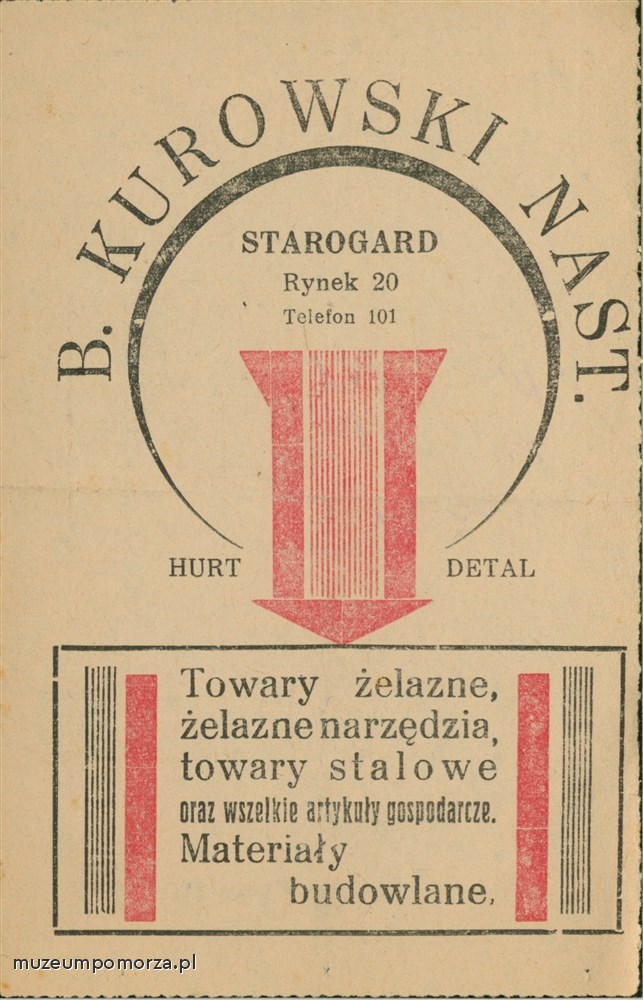 B. KUROWSKI NAST.
STAROGARD
Rynek 20
Telefon 101
HURT DETAL
Towary żelazne,
żelazne narzędzia,
towary stalowe
oraz wszelkie artykuły gospodarcze.
Materiały
budowlane,
muzeumpomorza.pl